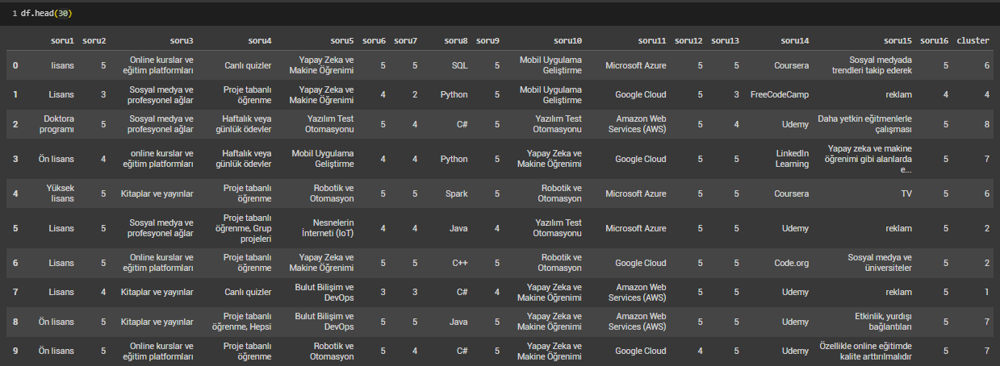 1 df.head(30)
soru1 soru2 soru3 soru4 soru5 soru6 soru7 soru8 soru9 soru10 soru11 soru12 soru13 soru14 soru15 soru16 cluster
0 lisans 5 Online kurslar ve eğitim platformları Canlı quizler Yapay Zeka ve Makine Öğrenimi 5 5 SQL 5 Mobil Uygulama Geliştirme Microsoft Azure 5 5 Coursera Sosyal medyada trendleri takip ederek 5 6
1 Lisans 3 Sosyal medya ve profesyonel ağlar Proje tabanlı öğrenme Yapay Zeka ve Makine Öğrenimi 4 2 Python 5 Mobil Uygulama Geliştirme Google Cloud 5 3 FreeCodeCamp reklam 4 4
2 Doktora programı 5 Sosyal medya ve profesyonel ağlar Haftalık veya günlük ödevler Yazılım Test Otomasyonu 5 4 C# 5 Yazılım Test Otomasyonu Amazon Web Services (AWS) 5 4 Udemy Daha yetkin eğitmenlerle çalışması 5 8
3 Ön lisans 4 online kurslar ve eğitim platformları Haftalık veya günlük ödevler Mobil Uygulama Geliştirme 4 4 Python 5 Yapay Zeka ve Makine Öğrenimi Google Cloud 5 5 LinkedIn Learning Yapay zeka ve makine öğrenimi gibi alanlarda e... 5 7
4 Yüksek lisans 5 Kitaplar ve yayınlar Proje tabanlı öğrenme Robotik ve Otomasyon 5 5 Spark 5 Robotik ve Otomasyon Microsoft Azure 5 5 Coursera TV 5 6
5 Lisans 5 Sosyal medya ve profesyonel ağlar Proje tabanlı öğrenme, Grup projeleri Nesnelerin İnterneti (IoT) 4 4 Java 4 Yazılım Test Otomasyonu Microsoft Azure 5 5 Udemy reklam 5 2
6 Lisans 5 Online kurslar ve eğitim platformları Proje tabanlı öğrenme Yapay Zeka ve Makine Öğrenimi 5 5 C++ 5 Robotik ve Otomasyon Google Cloud 5 5 Code.org Sosyal medya ve üniversiteler 5 2
7 Lisans 4 Kitaplar ve yayınlar Canlı quizler Bulut Bilişim ve DevOps 3 3 C# 4 Yapay Zeka ve Makine Öğrenimi Amazon Web Services (AWS) 5 5 Udemy reklam 5 1
8 Ön lisans 5 Kitaplar ve yayınlar Proje tabanlı öğrenme, Hepsi Bulut Bilişim ve DevOps 5 5 Java 5 Yapay Zeka ve Makine Öğrenimi Amazon Web Services (AWS) 5 5 Udemy Etkinlik, yurdışı bağlantıları 5 7
9 Ön lisans 5 Online kurslar ve eğitim platformları Proje tabanlı öğrenme Robotik ve Otomasyon 5 4 C# 5 Yapay Zeka ve Makine Öğrenimi Google Cloud 4 5 Udemy Özellikle online eğitimde kalite arttırılmalıdır 5 7